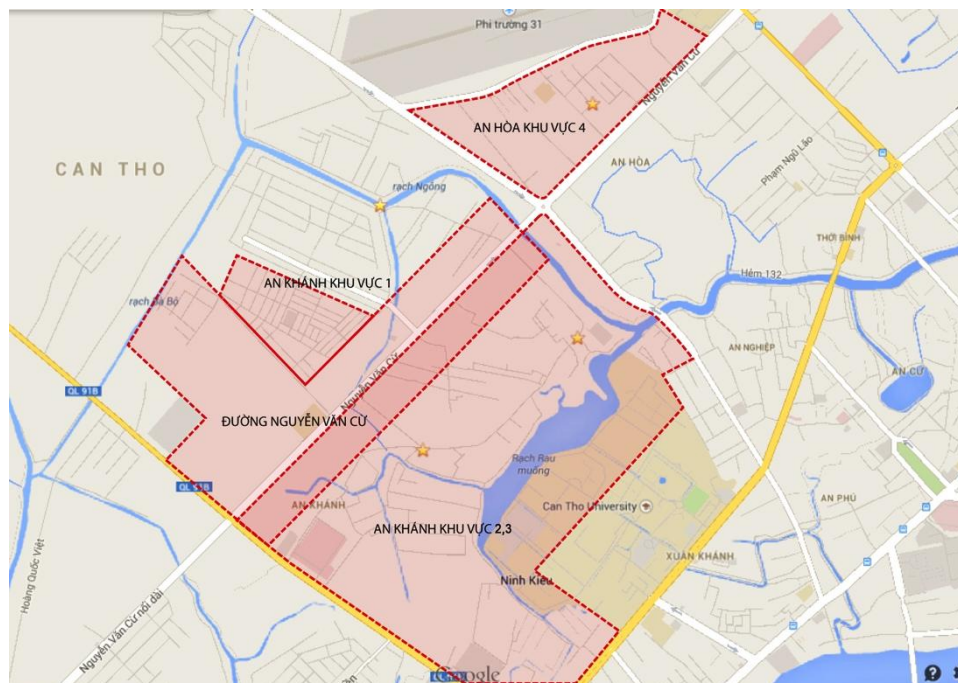 Phi trường 31
Nguyễn Văn Cừ
AN HÒA KHU VỰC 4
CAN THO
AN HÒA
Phạm Ngũ Lão
rạch Ngỗng
THỚI BÌNH
Hẻm 132
AN KHÁNH KHU VỰC 1
rạch Bà Bộ
AN NGHIỆP
AN CƯ
QL 91B
Nguyễn Văn Cừ
ĐƯỜNG NGUYỄN VĂN CỪ
Rạch Rau
muống
QL 91B
AN KHÁNH
Can Tho University
AN PHÚ
AN KHÁNH KHU VỰC 2,3
XUÂN KHÁNH
Hoàng Quốc Việt
Ninh Kiều
Nguyễn Văn Cừ nối dài
Google